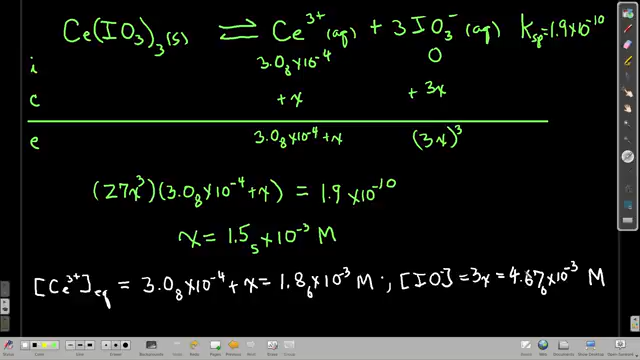 Ce(IO₃)₃(s) ⇌ Ce³⁺(aq) + 3IO₃⁻(aq) Ksp=1.9×10⁻¹⁰
i 3.0₈×10⁻⁴ 0
c +x +3x
e 3.0₈×10⁻⁴+x (3x)³
(27x³)(3.0₈×10⁻⁴+x) = 1.9×10⁻¹⁰
x = 1.5₅×10⁻³ M
[Ce³⁺]eq = 3.0₈×10⁻⁴+x = 1.8₆×10⁻³ M ; [IO⁻] = 3x = 4.67₆×10⁻³ M